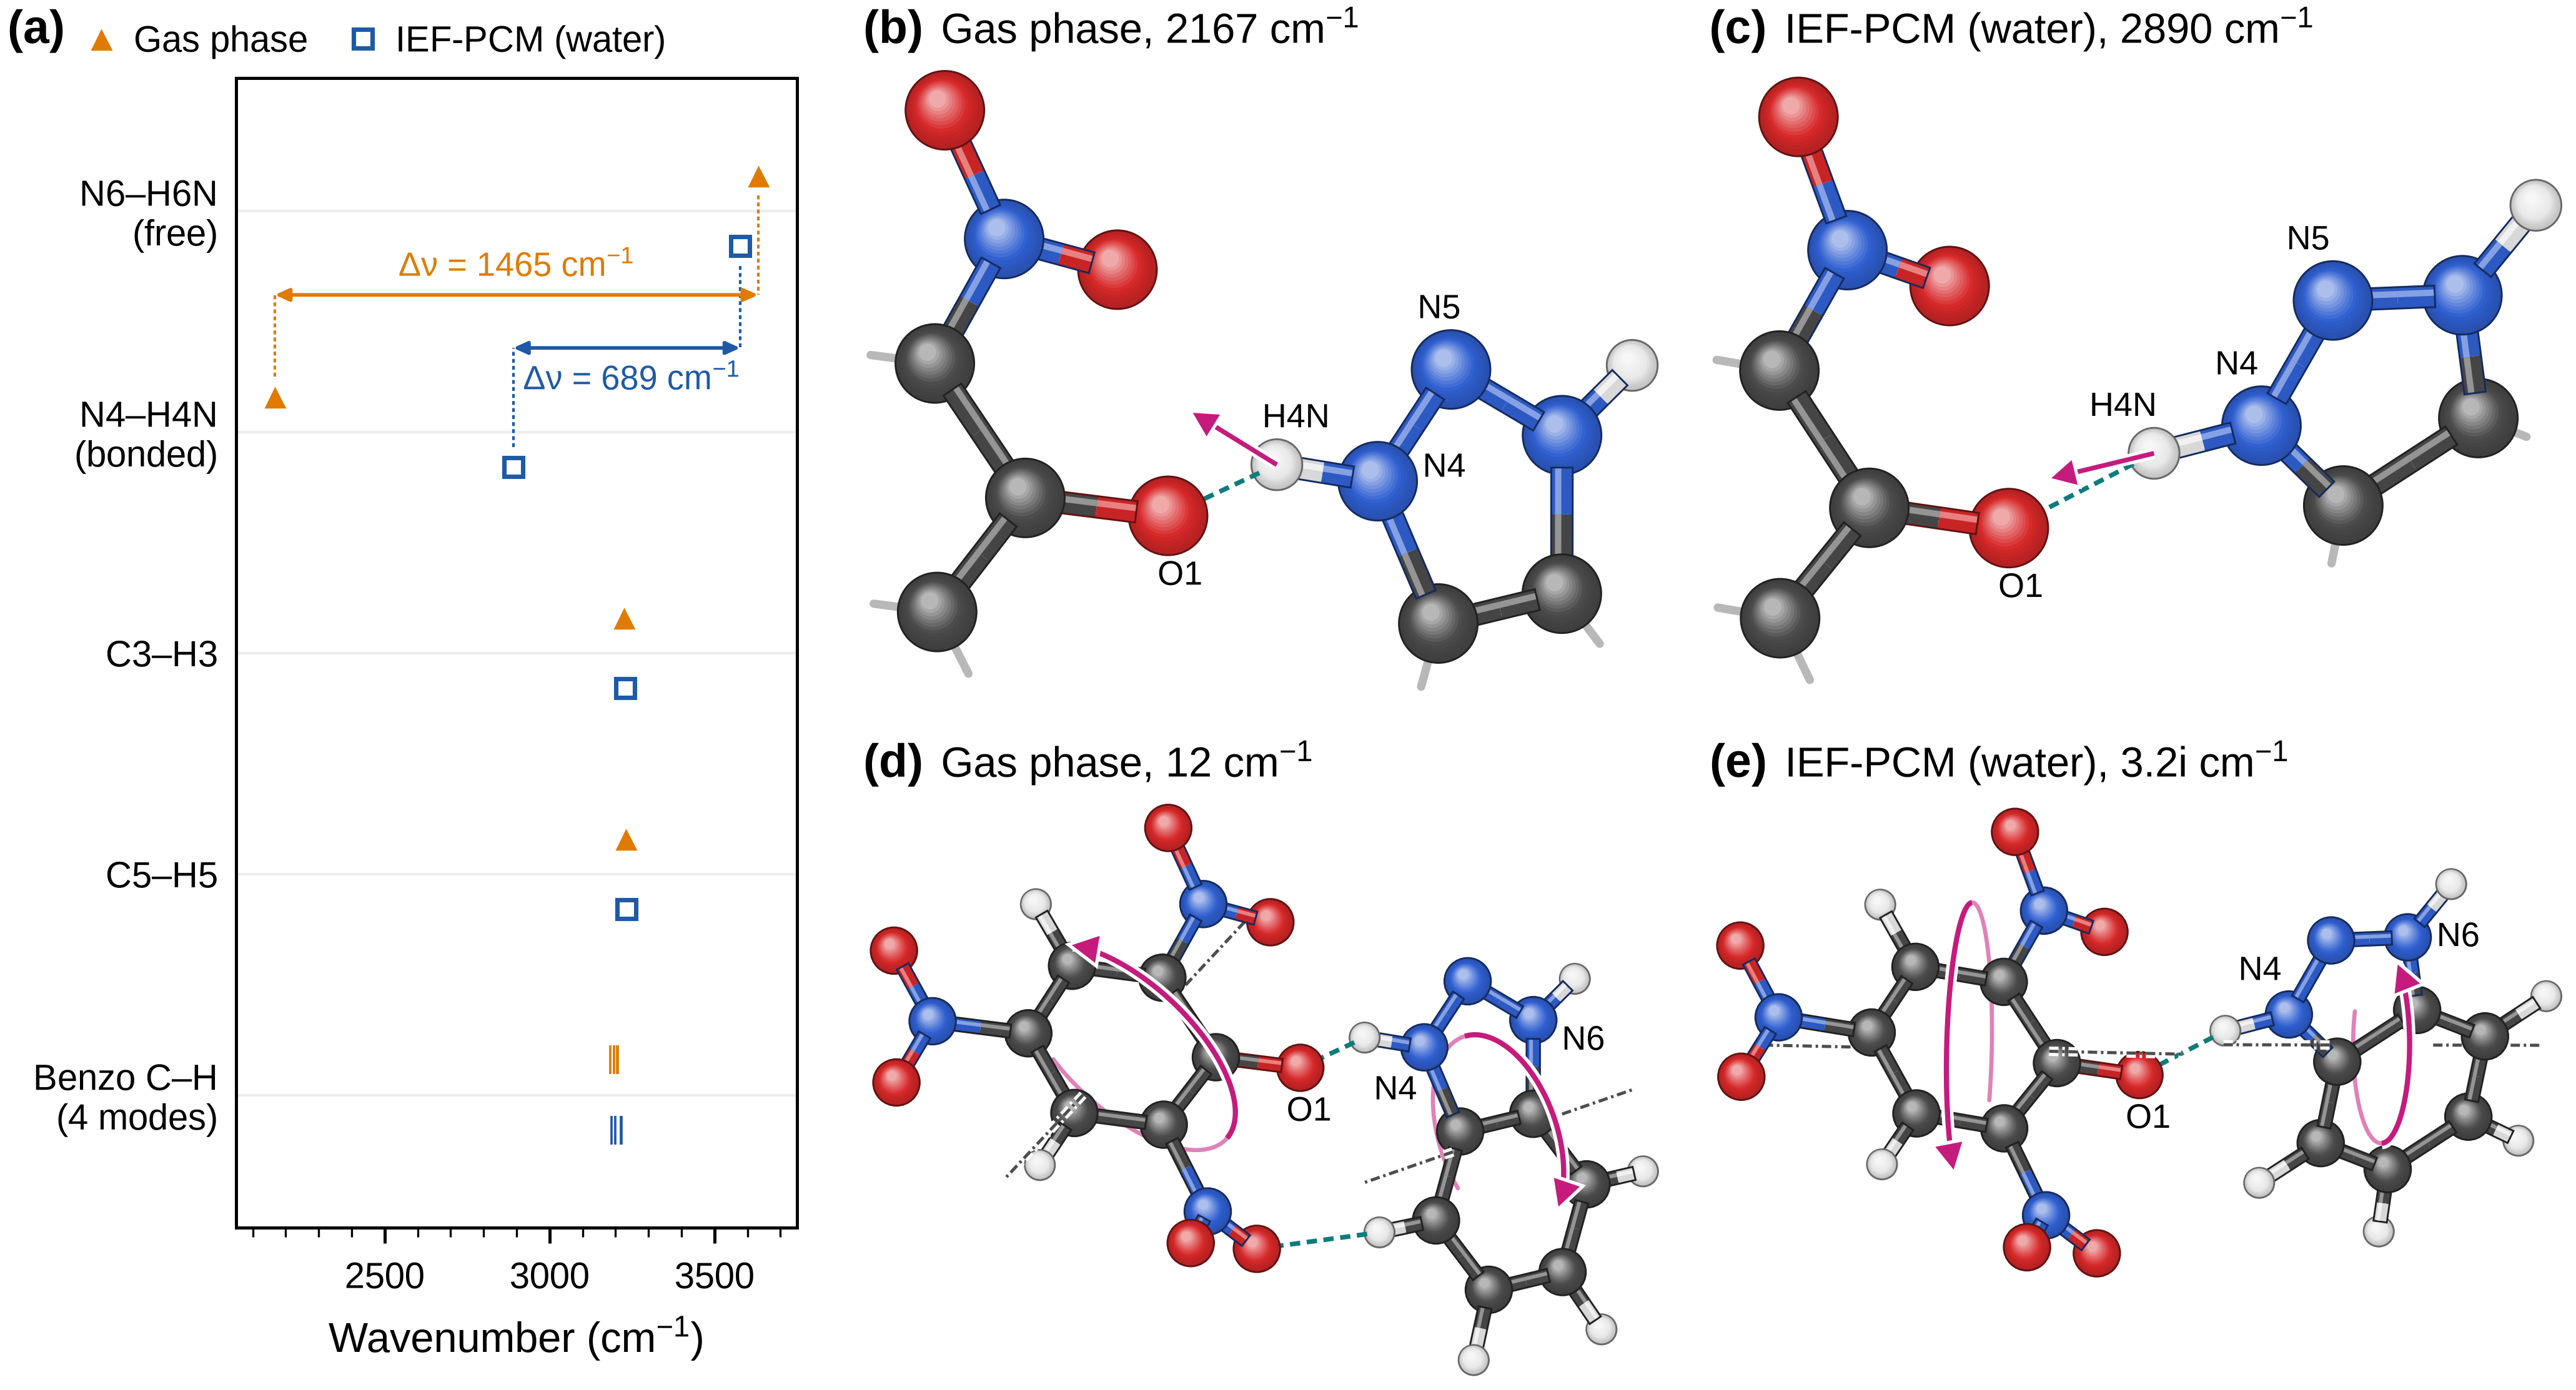 (a)
Gas phase
IEF-PCM (water)
N6–H6N
(free)
Δν = 1465 cm⁻¹
Δν = 689 cm⁻¹
N4–H4N
(bonded)
C3–H3
C5–H5
Benzo C–H
(4 modes)
2500 3000 3500
Wavenumber (cm⁻¹)
(b) Gas phase, 2167 cm⁻¹
N5
H4N
N4
O1
(c) IEF-PCM (water), 2890 cm⁻¹
N5
N4
H4N
O1
(d) Gas phase, 12 cm⁻¹
N6
N4
O1
(e) IEF-PCM (water), 3.2i cm⁻¹
N6
N4
O1